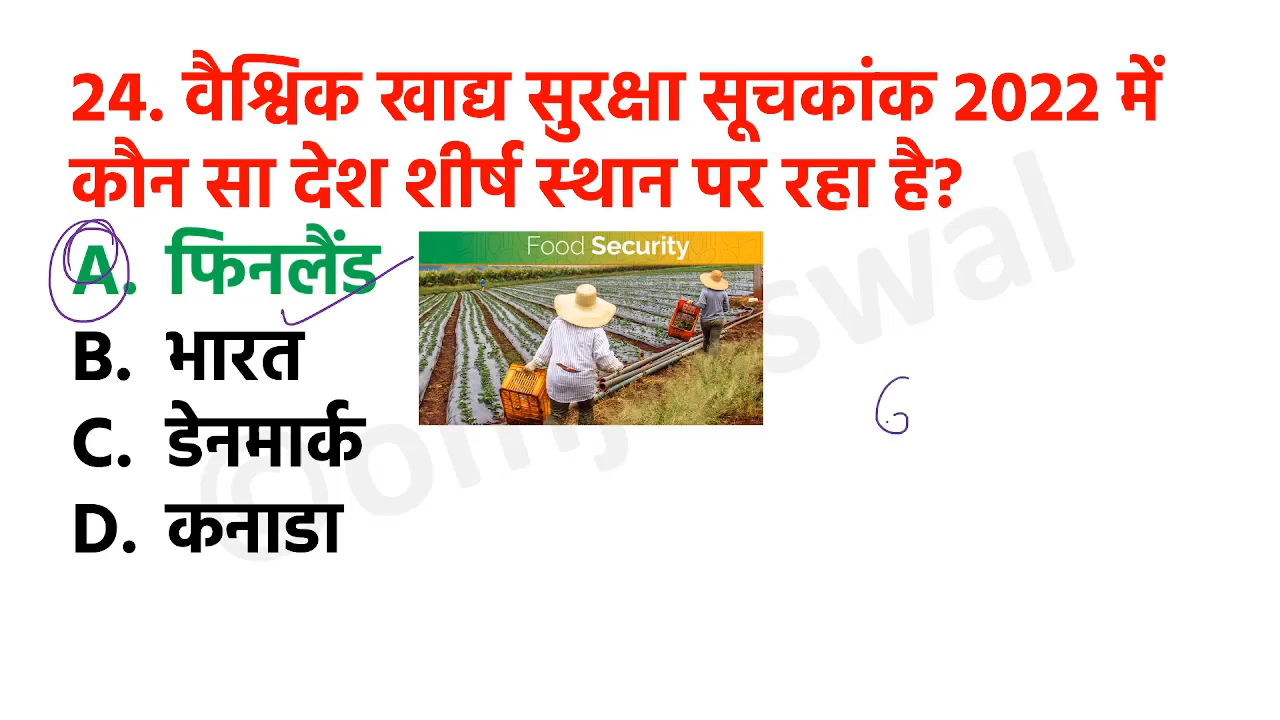 24. वैश्विक खाद्य सुरक्षा सूचकांक 2022 में
कौन सा देश शीर्ष स्थान पर रहा है?
A. फिनलैंड
Food Security
B. भारत
C. डेनमार्क
D. कनाडा
G